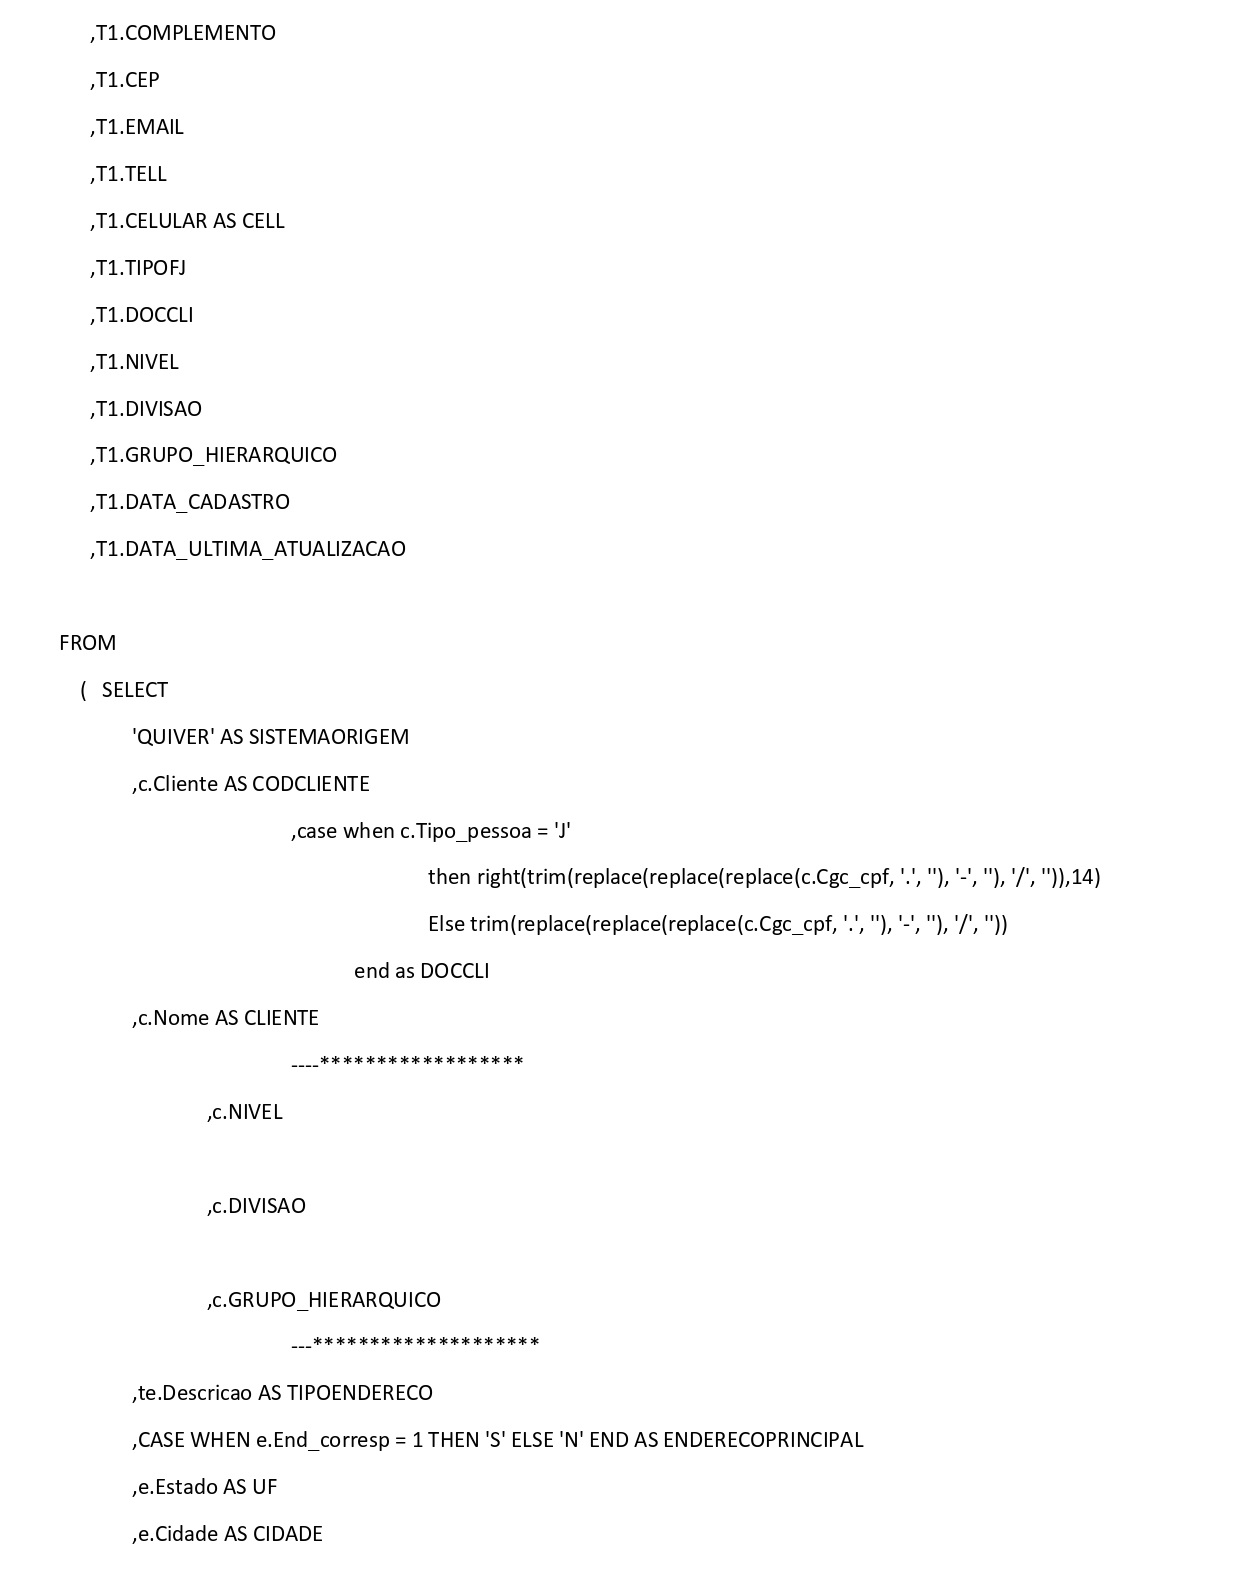 ,T1.COMPLEMENTO
,T1.CEP
,T1.EMAIL
,T1.TELL
,T1.CELULAR AS CELL
,T1.TIPOFJ
,T1.DOCCLI
,T1.NIVEL
,T1.DIVISAO
,T1.GRUPO_HIERARQUICO
,T1.DATA_CADASTRO
,T1.DATA_ULTIMA_ATUALIZACAO
FROM
( SELECT
'QUIVER' AS SISTEMAORIGEM
,c.Cliente AS CODCLIENTE
,case when c.Tipo_pessoa = 'J'
then right(trim(replace(replace(replace(c.Cgc_cpf, '.', ''), '-', ''), '/', '')),14)
Else trim(replace(replace(replace(c.Cgc_cpf, '.', ''), '-', ''), '/', ''))
end as DOCCLI
,c.Nome AS CLIENTE
----******************
,c.NIVEL
,c.DIVISAO
,c.GRUPO_HIERARQUICO
---********************
,te.Descricao AS TIPOENDERECO
,CASE WHEN e.End_corresp = 1 THEN 'S' ELSE 'N' END AS ENDERECOPRINCIPAL
,e.Estado AS UF
,e.Cidade AS CIDADE